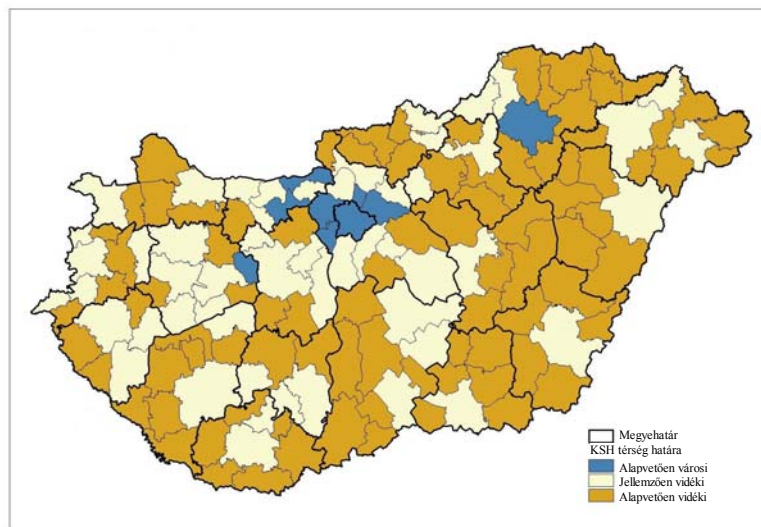 Megyehatár
KSH térség határa
Alapvetően városi
Jellemzően vidéki
Alapvetően vidéki